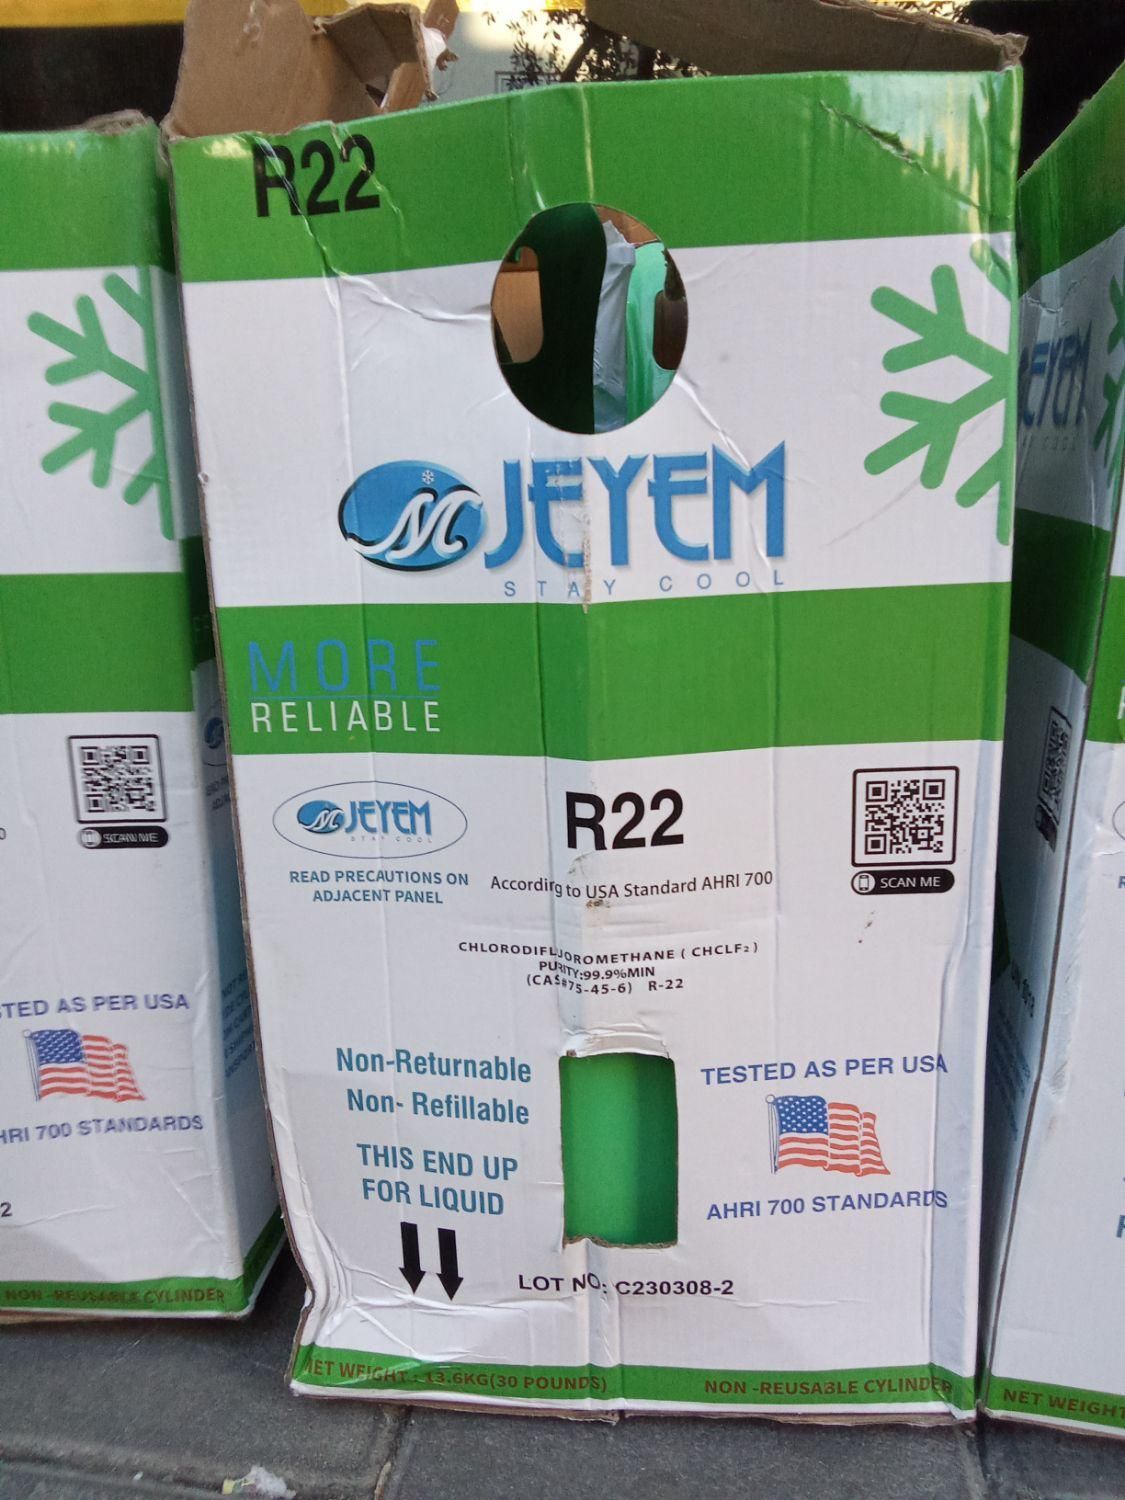 R22
JEYEM
STAY COOL
MORE
RELIABLE
JEYEM
STAY COOL
READ PRECAUTIONS ON
ADJACENT PANEL
R22
According to USA Standard AHRI 700
SCAN ME
CHLORODIFLUOROMETHANE ( CHCLF₂ )
PURITY:99.9%MIN
(CAS#75-45-6) R-22
Non-Returnable
Non- Refillable
THIS END UP
FOR LIQUID
TESTED AS PER USA
AHRI 700 STANDARDS
LOT NO: C230308-2
NET WEIGHT : 13.6KG(30 POUNDS)
NON -REUSABLE CYLINDER
SCAN ME
TED AS PER USA
HRI 700 STANDARDS
2
NON -REUSABLE CYLINDER
EYEM
NET WEIGHT